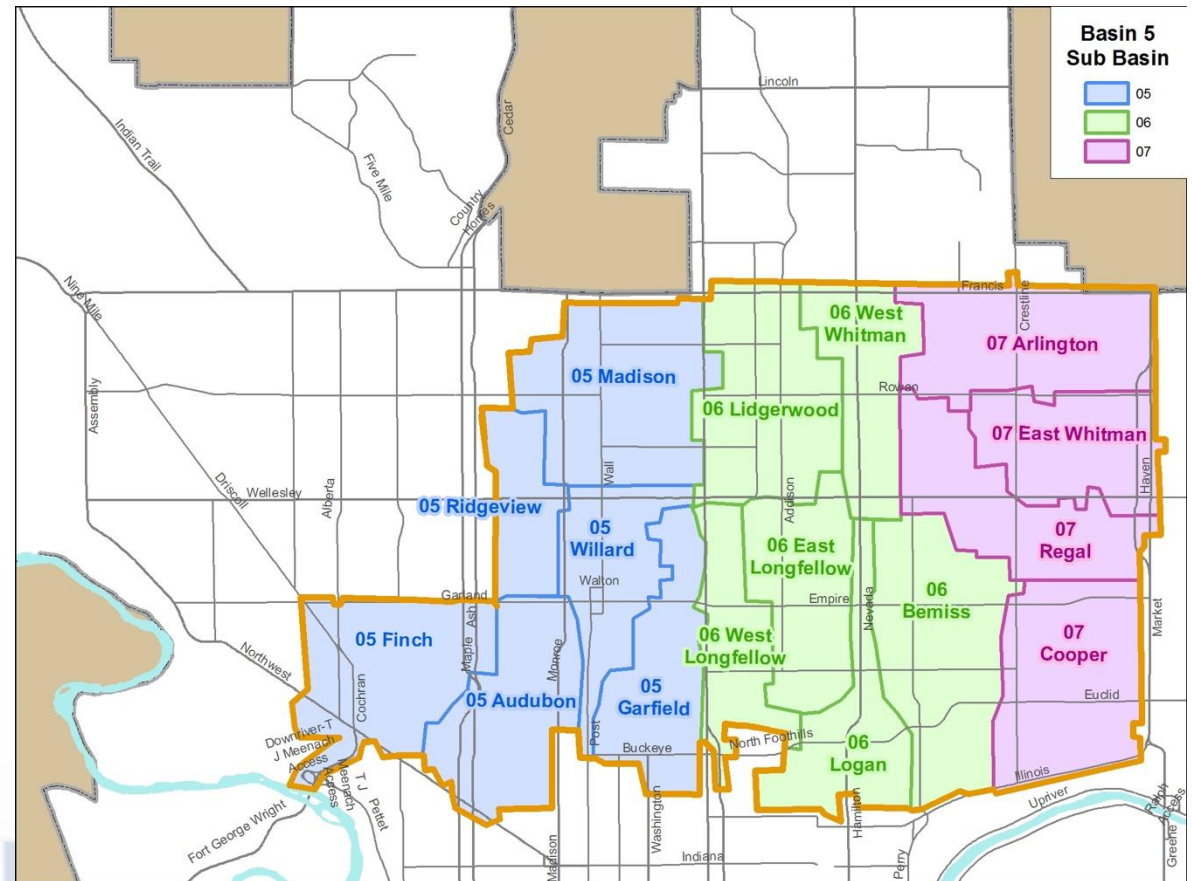 Basin 5
Sub Basin
05
06
07
Lincoln
Cedar
Indian Trail
Five Mile
Country
Homes
Nine Mile
Francis
Crestline
06 West
Whitman
07 Arlington
05 Madison
Rowan
Assembly
06 Lidgerwood
07 East Whitman
Wall
Haven
Driscoll
Alberta
Addison
Wellesley
05 Ridgeview
05
Willard
06 East
Longfellow
07
Regal
Walton
Garland
Empire
Nevada
06
Bemiss
Ash
Maple
Market
05 Finch
Monroe
06 West
Longfellow
07
Cooper
Northwest
Cochran
05 Audubon
05
Garfield
Euclid
Post
Buckeye
North Foothills
Downriver-T
J Meenach
Access
06
Logan
Illinois
T J
Meenach
Access
Pettet
Fort George Wright
Washington
Hamilton
Upriver
Ralph
Access
Greene
Madison
Indiana
Perry